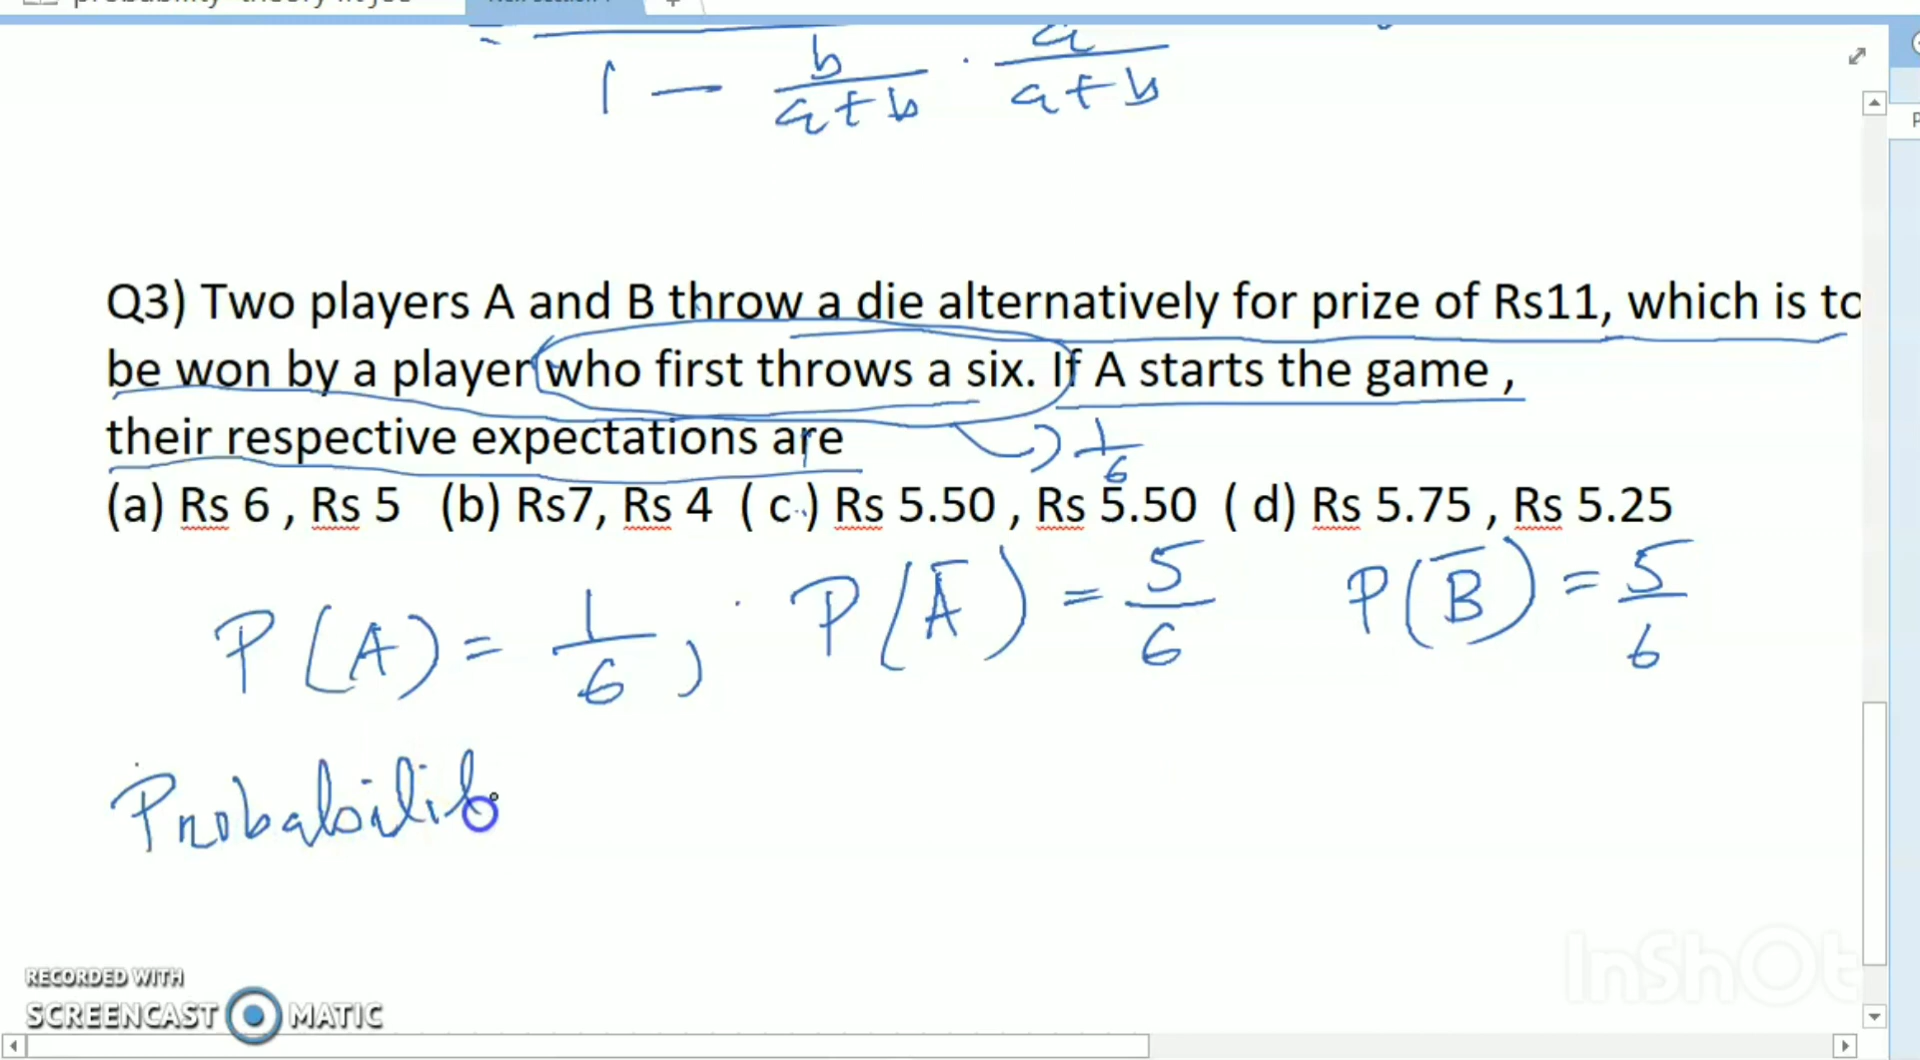 1 - b/(a+b) · a/(a+b)
Q3) Two players A and B throw a die alternatively for prize of Rs11, which is to
be won by a player who first throws a six. If A starts the game ,
their respective expectations are
1/6
(a) Rs 6 , Rs 5 (b) Rs7, Rs 4 ( c.) Rs 5.50 , Rs 5.50 ( d) Rs 5.75 , Rs 5.25
P(A) = 1/6 , P(A̅) = 5/6 P(B̅) = 5/6
Probabilit
InShOt
RECORDED WITH
SCREENCAST MATIC